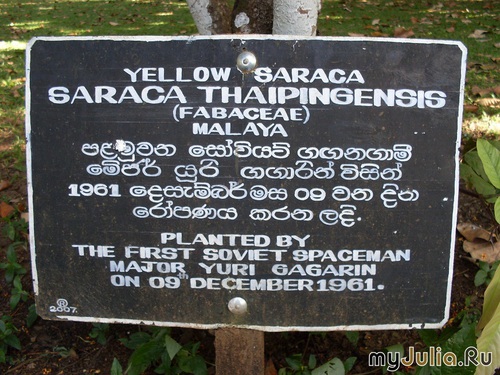 YELLOW SARACA
SARACA THAIPINGENSIS
(FABACEAE)
MALAYA
පළමුවන සෝවියට් ගගනගාමී
මේජර් යූරි ගගාරින් විසින්
1961 දෙසැම්බර් මස 09 වන දින
රෝපණය කරන ලදි.
PLANTED BY
THE FIRST SOVIET SPACEMAN
MAJOR YURI GAGARIN
ON 09TH DECEMBER 1961.
2007.
myJulia.Ru